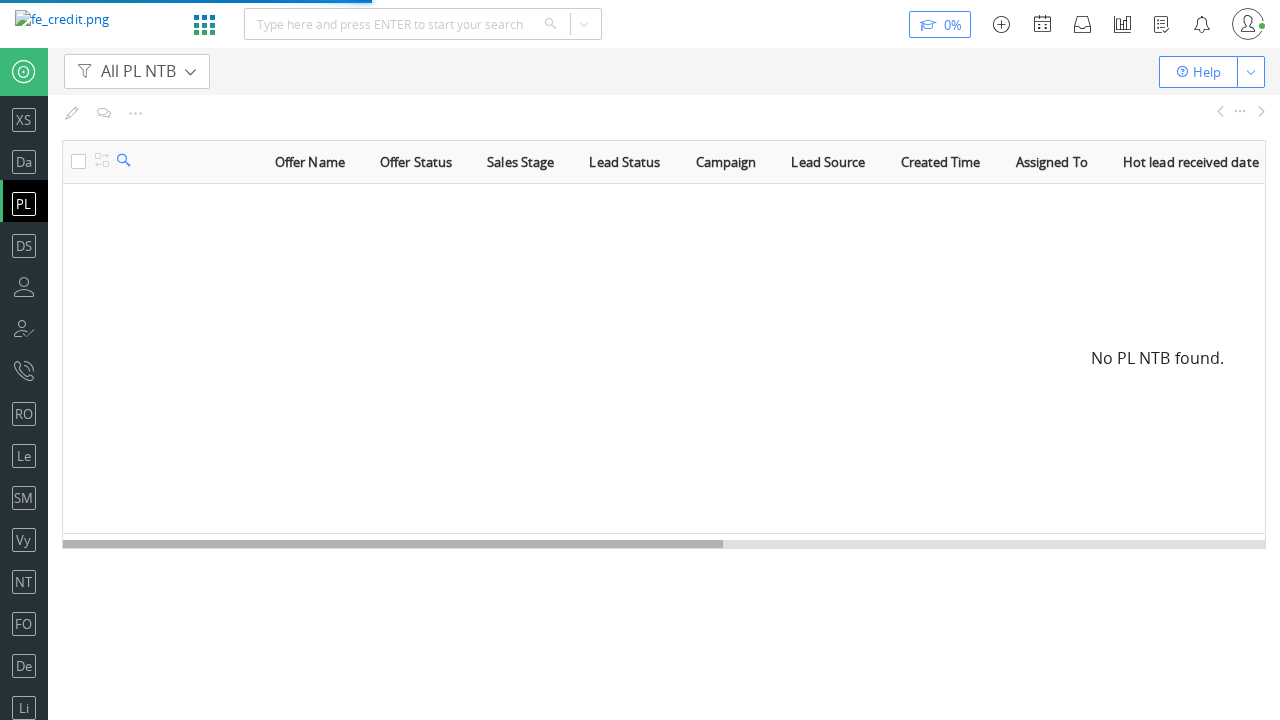 fe_credit.png
Type here and press ENTER to start your search
0%
All PL NTB
Help
Offer Name Offer Status Sales Stage Lead Status Campaign Lead Source Created Time Assigned To Hot lead received date
No PL NTB found.
XS
Da
PL
DS
RO
Le
SM
Vy
NT
FO
De
Li